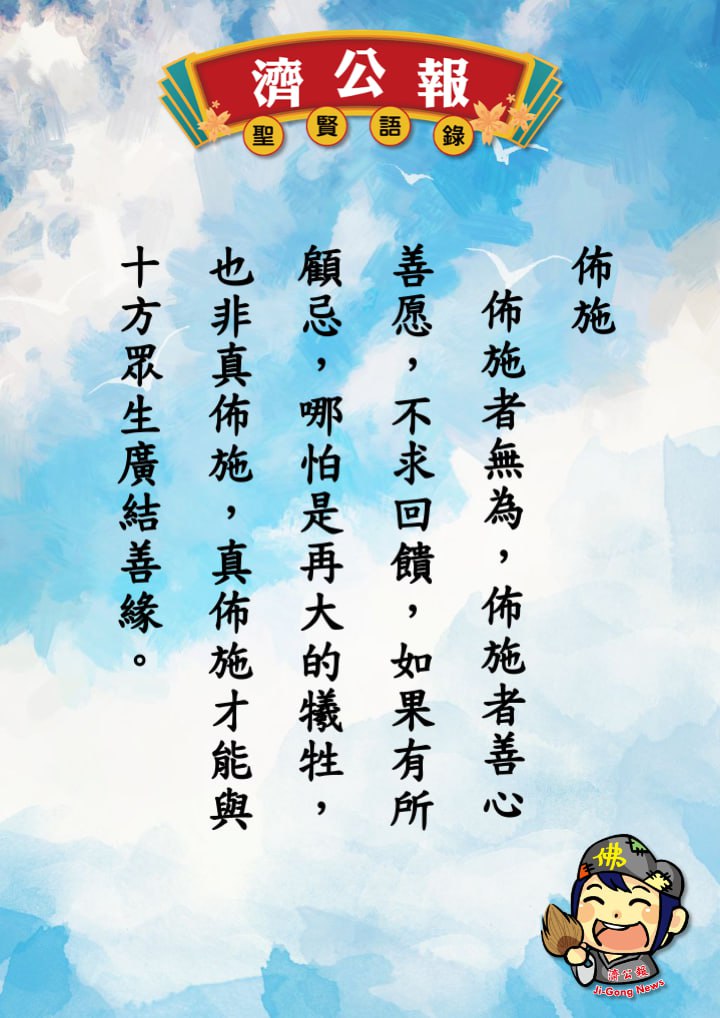 濟公報
聖賢語錄
佈施
佈施者無為，佈施者善心
善愿，不求回饋，如果有所
顧忌，哪怕是再大的犧牲，
也非真佈施，真佈施才能與
十方眾生廣結善緣。
佛
濟公報
Ji-Gong News